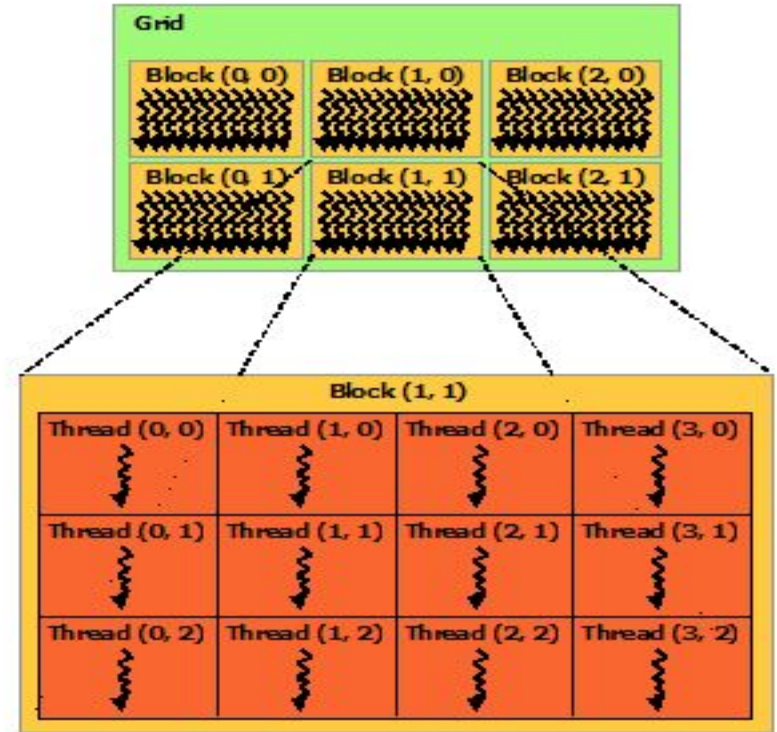 Grid
Block (0, 0) Block (1, 0) Block (2, 0)
Block (0, 1) Block (1, 1) Block (2, 1)
Block (1, 1)
Thread (0, 0) Thread (1, 0) Thread (2, 0) Thread (3, 0)
Thread (0, 1) Thread (1, 1) Thread (2, 1) Thread (3, 1)
Thread (0, 2) Thread (1, 2) Thread (2, 2) Thread (3, 2)